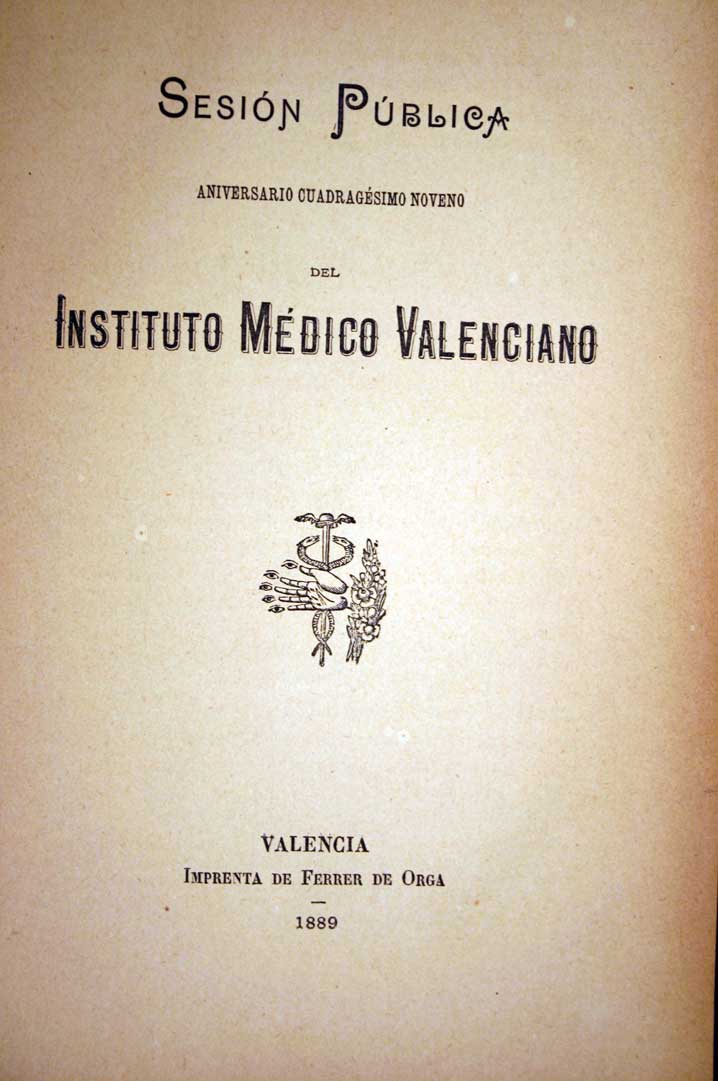 SESIÓN PÚBLICA
ANIVERSARIO CUADRAGÉSIMO NOVENO
DEL
INSTITUTO MÉDICO VALENCIANO
VALENCIA
IMPRENTA DE FERRER DE ORGA
1889